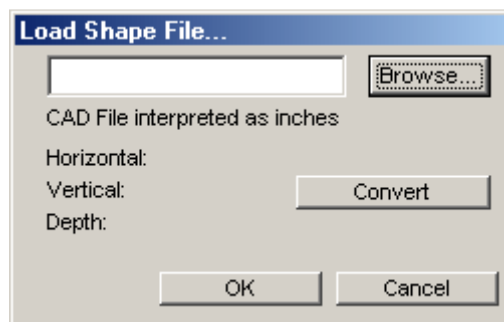 Load Shape File...
Browse...
CAD File interpreted as inches
Horizontal:
Vertical:
Convert
Depth:
OK
Cancel